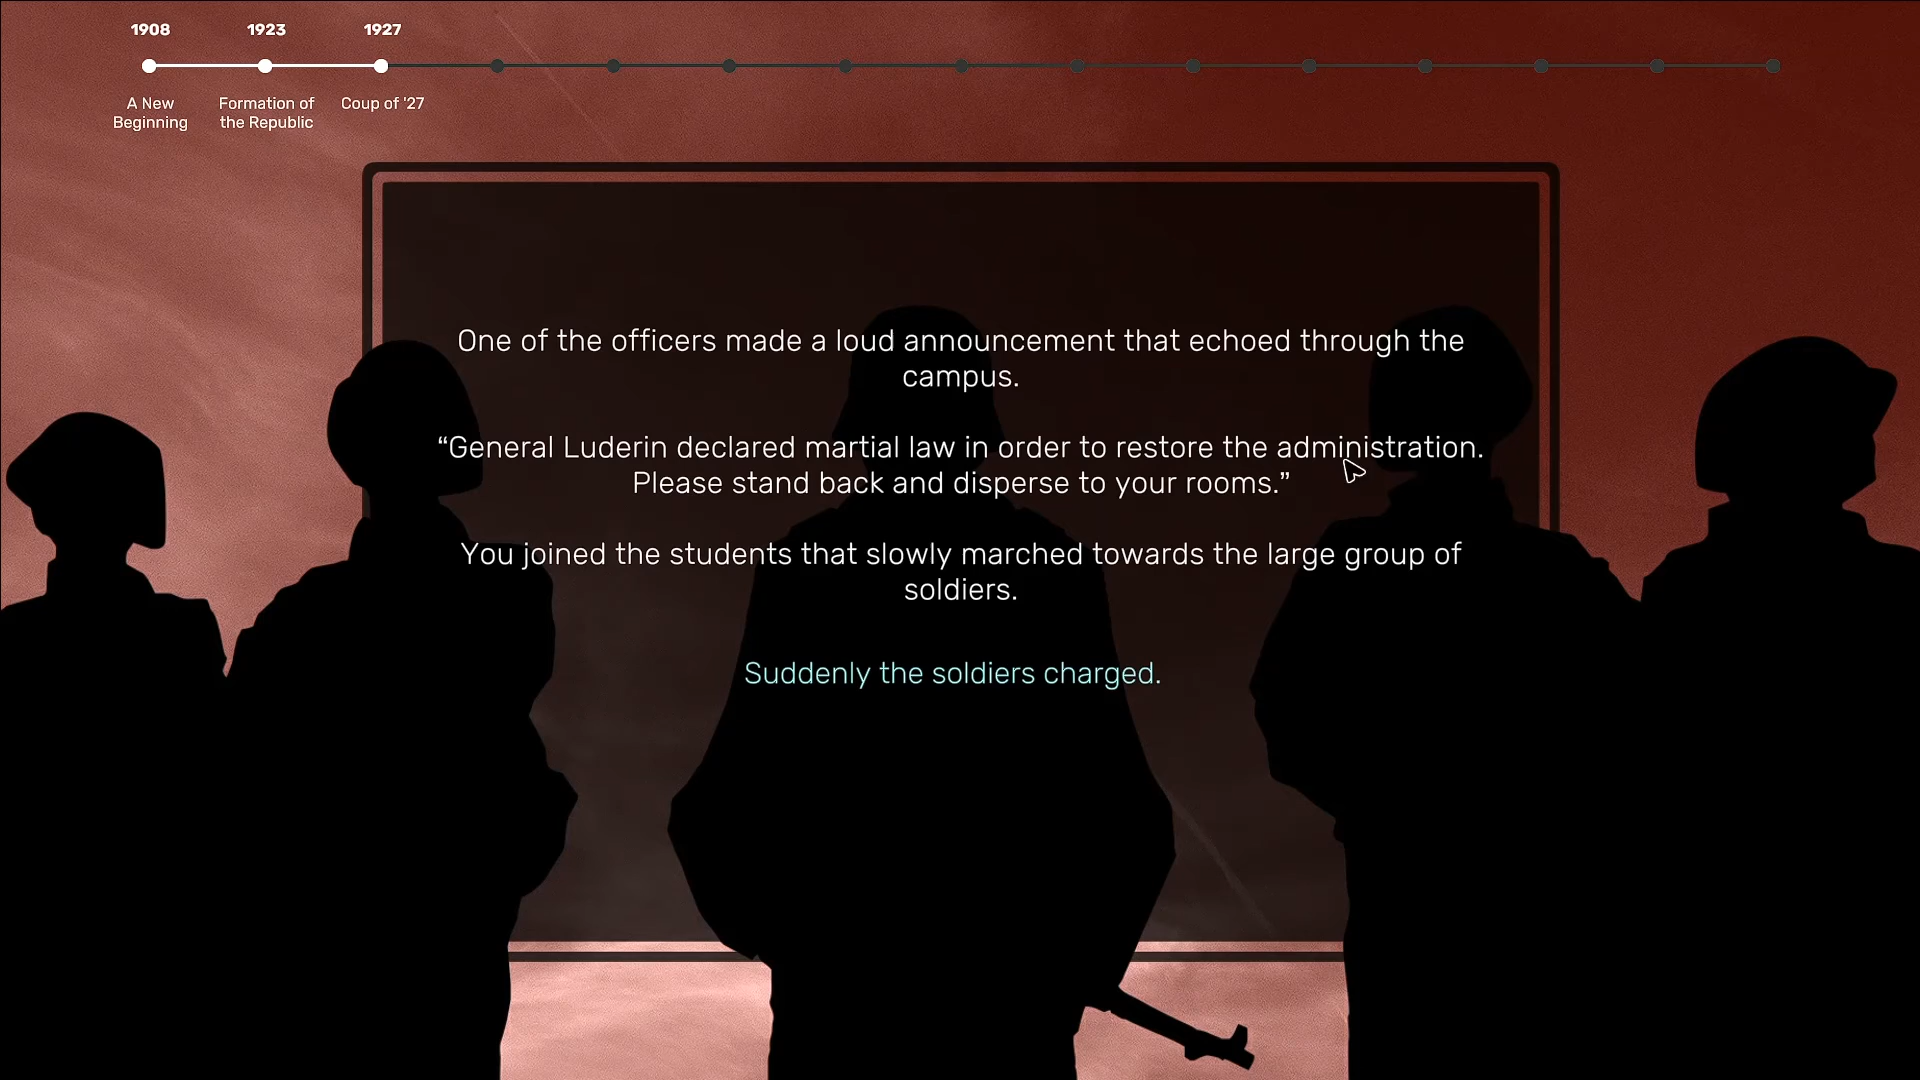 1908
1923
1927
A New
Beginning
Formation of
the Republic
Coup of '27
One of the officers made a loud announcement that echoed through the
campus.
“General Luderin declared martial law in order to restore the administration.
Please stand back and disperse to your rooms.”
You joined the students that slowly marched towards the large group of
soldiers.
Suddenly the soldiers charged.